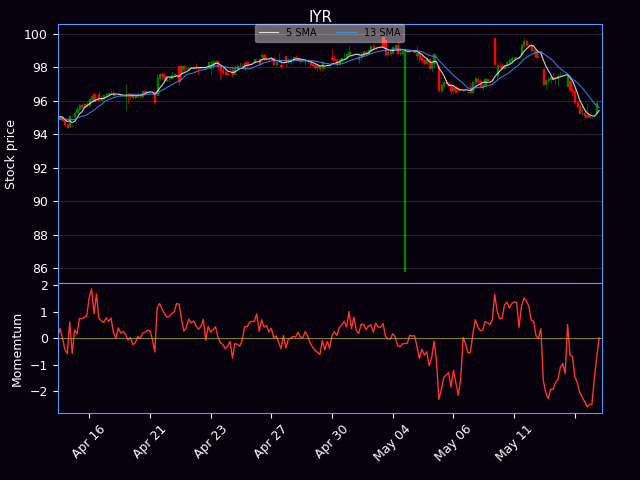 IYR
5 SMA 13 SMA
100
98
96
94
92
90
88
86
Stock price
2
1
0
−1
−2
Momemtum
Apr 16 Apr 21 Apr 23 Apr 27 Apr 30 May 04 May 06 May 11